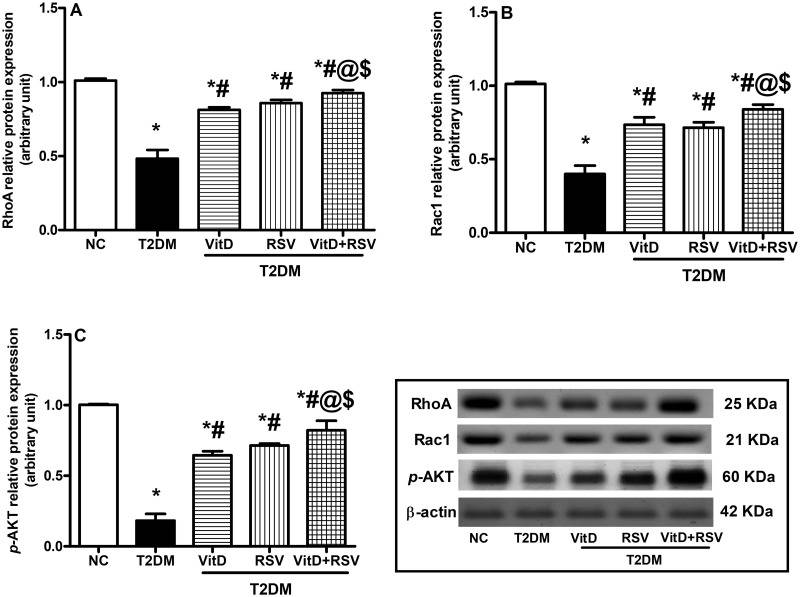 A
RhoA relative protein expression
(arbitrary unit)
1.5
1.0
0.5
0.0
*
*#
*#
*#@$
NC T2DM VitD RSV VitD+RSV
T2DM
B
Rac1 relative protein expression
(arbitrary unit)
1.5
1.0
0.5
0.0
*
*#
*#
*#@$
NC T2DM VitD RSV VitD+RSV
T2DM
C
p-AKT relative protein expression
(arbitrary unit)
1.5
1.0
0.5
0.0
*
*#
*#
*#@$
NC T2DM VitD RSV VitD+RSV
T2DM
RhoA 25 KDa
Rac1 21 KDa
p-AKT 60 KDa
β-actin 42 KDa
NC T2DM VitD RSV VitD+RSV
T2DM